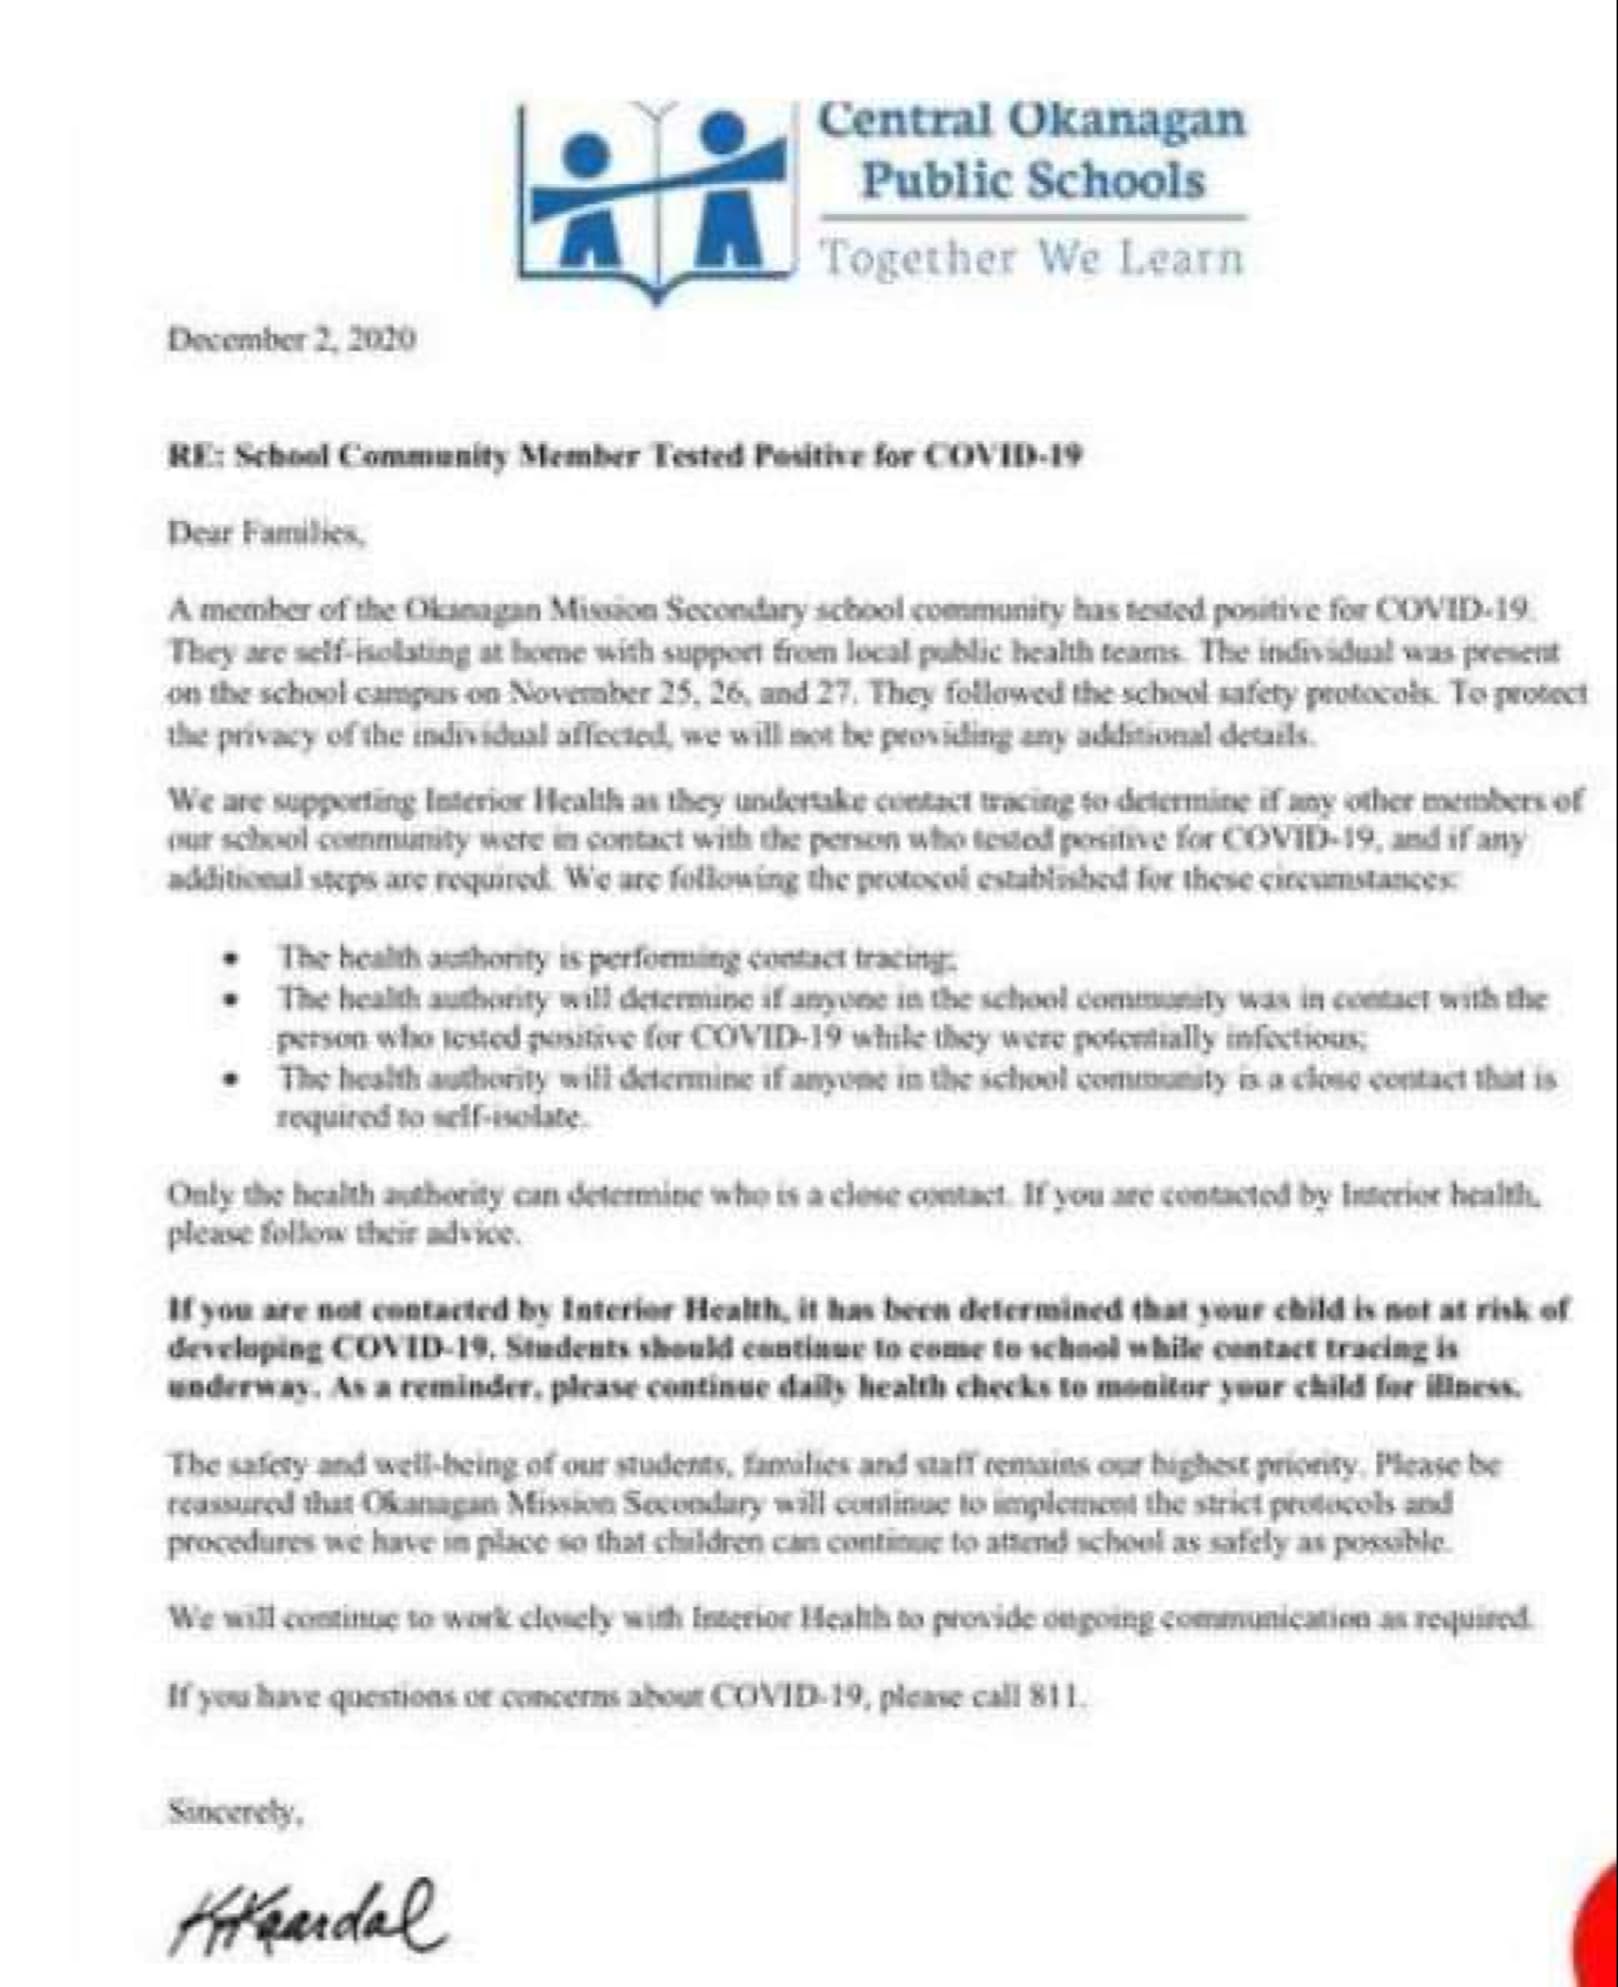 Central Okanagan
Public Schools
Together We Learn
December 2, 2020
RE: School Community Member Tested Positive for COVID-19
Dear Families,
A member of the Okanagan Mission Secondary school community has tested positive for COVID-19.
They are self-isolating at home with support from local public health teams. The individual was present
on the school campus on November 25, 26, and 27. They followed the school safety protocols. To protect
the privacy of the individual affected, we will not be providing any additional details.
We are supporting Interior Health as they undertake contact tracing to determine if any other members of
our school community were in contact with the person who tested positive for COVID-19, and if any
additional steps are required. We are following the protocol established for these circumstances:
• The health authority is performing contact tracing;
• The health authority will determine if anyone in the school community was in contact with the
person who tested positive for COVID-19 while they were potentially infectious;
• The health authority will determine if anyone in the school community is a close contact that is
required to self-isolate.
Only the health authority can determine who is a close contact. If you are contacted by Interior health,
please follow their advice.
If you are not contacted by Interior Health, it has been determined that your child is not at risk of
developing COVID-19. Students should continue to come to school while contact tracing is
underway. As a reminder, please continue daily health checks to monitor your child for illness.
The safety and well-being of our students, families and staff remains our highest priority. Please be
reassured that Okanagan Mission Secondary will continue to implement the strict protocols and
procedures we have in place so that children can continue to attend school as safely as possible.
We will continue to work closely with Interior Health to provide ongoing communication as required.
If you have questions or concerns about COVID-19, please call 811.
Sincerely,
KKaardal